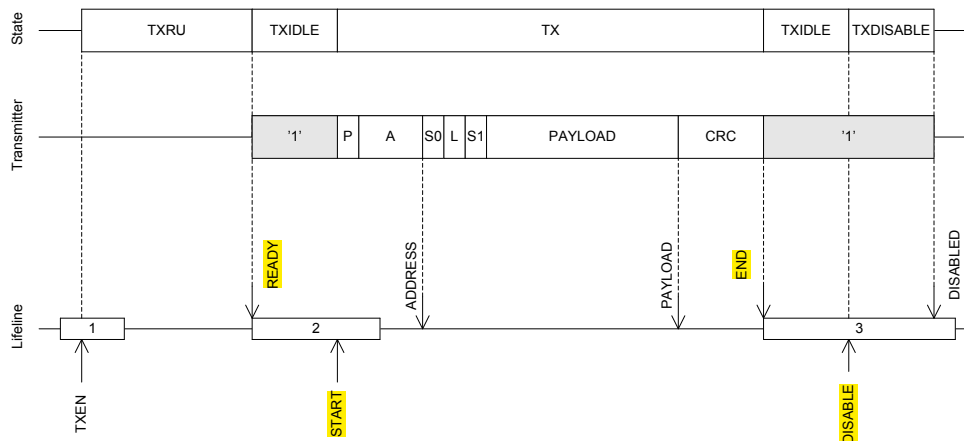 State
TXRU
TXIDLE
TX
TXIDLE
TXDISABLE
Transmitter
'1'
P
A
S0
L
S1
PAYLOAD
CRC
'1'
READY
ADDRESS
PAYLOAD
END
DISABLED
Lifeline
1
2
3
TXEN
START
DISABLE